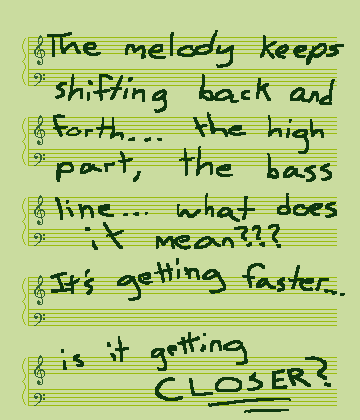 The melody keeps
shifting back and
forth... the high
part, the bass
line... what does
it mean???
It's getting faster...
is it getting
CLOSER?